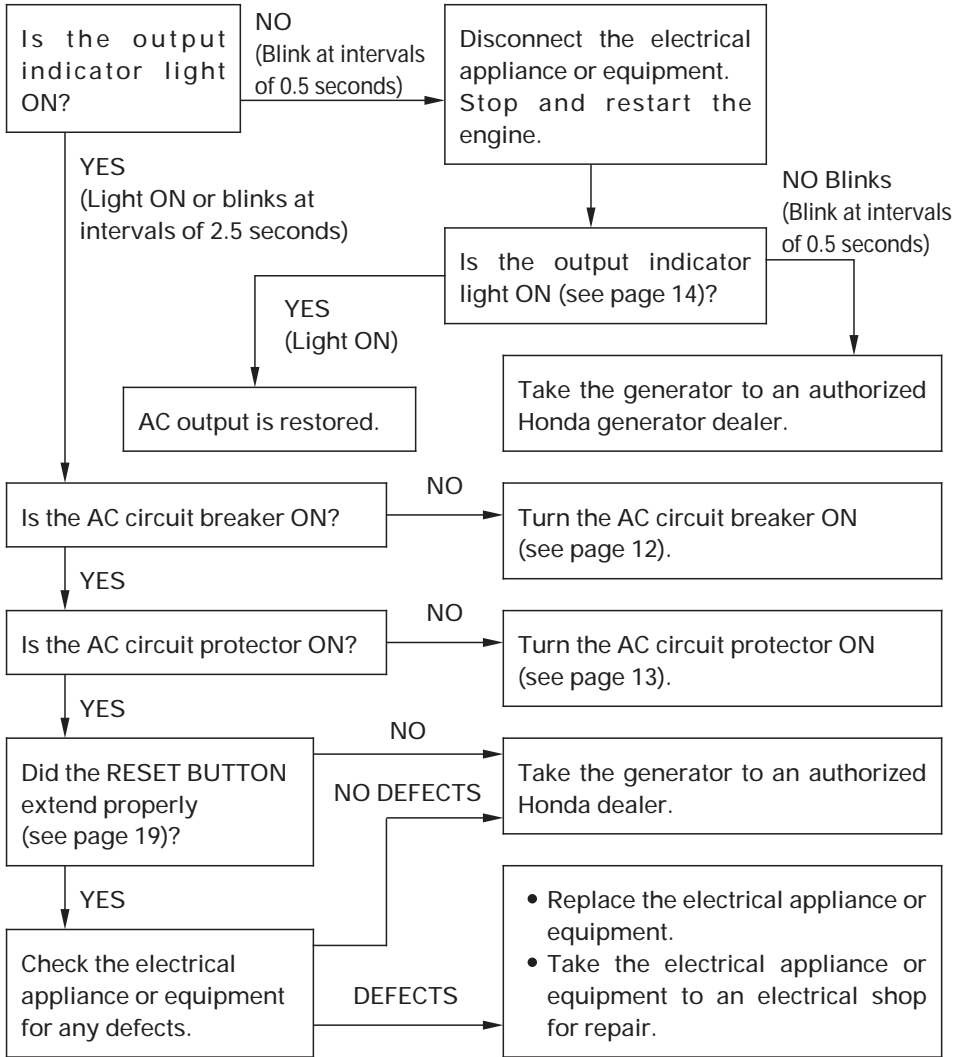 Is the output
indicator light
ON?
NO
(Blink at intervals
of 0.5 seconds)
Disconnect the electrical
appliance or equipment.
Stop and restart the
engine.
YES
(Light ON or blinks at
intervals of 2.5 seconds)
NO Blinks
(Blink at intervals
of 0.5 seconds)
Is the output indicator
light ON (see page 14)?
YES
(Light ON)
AC output is restored.
Take the generator to an authorized
Honda generator dealer.
Is the AC circuit breaker ON?
NO
Turn the AC circuit breaker ON
(see page 12).
YES
Is the AC circuit protector ON?
NO
Turn the AC circuit protector ON
(see page 13).
YES
Did the RESET BUTTON
extend properly
(see page 19)?
NO
NO DEFECTS
Take the generator to an authorized
Honda dealer.
YES
Check the electrical
appliance or equipment
for any defects.
DEFECTS
• Replace the electrical appliance or
equipment.
• Take the electrical appliance or
equipment to an electrical shop
for repair.